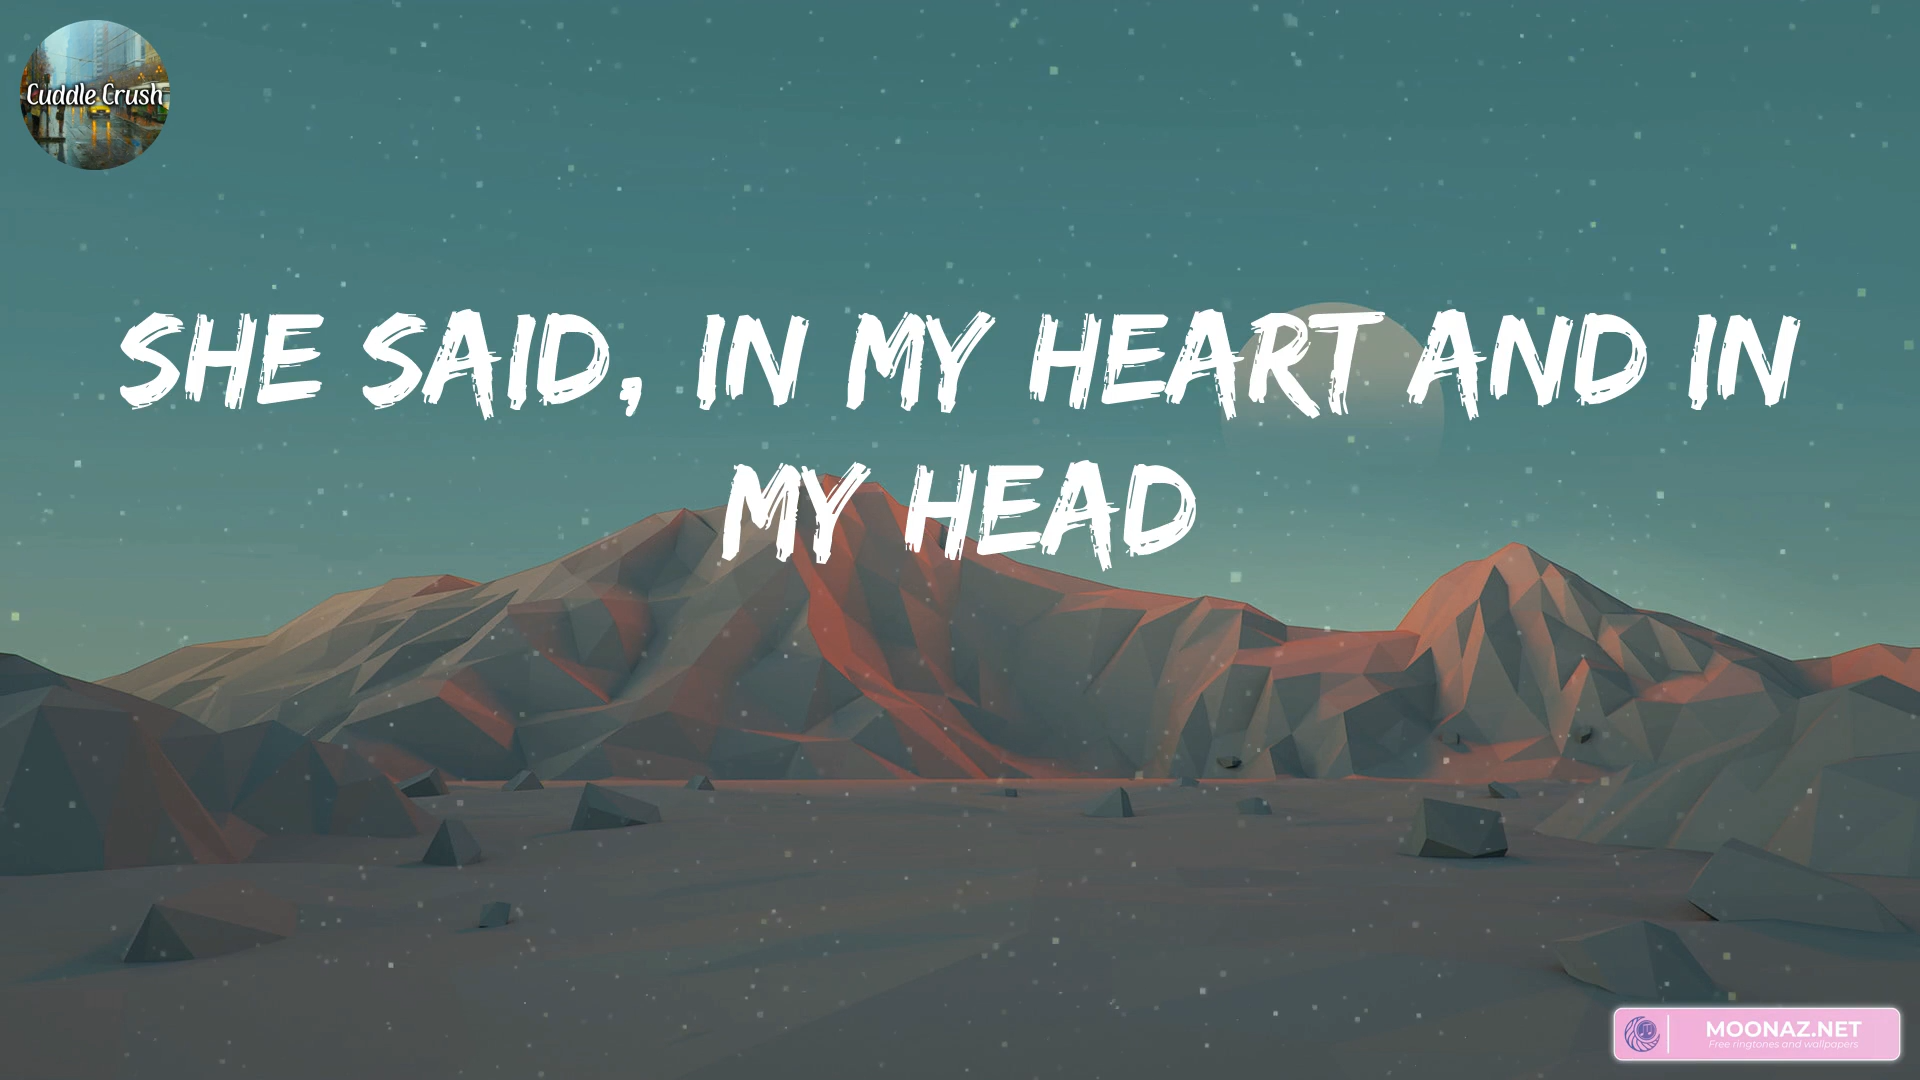 Cuddle Crush
SHE SAID, IN MY HEART AND IN
MY HEAD
MOONAZ.NET
Free ringtones and wallpapers